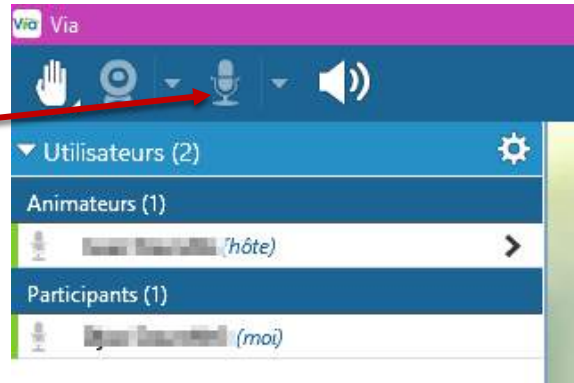 Via Via
Utilisateurs (2)
Animateurs (1)
(hôte)
Participants (1)
(moi)